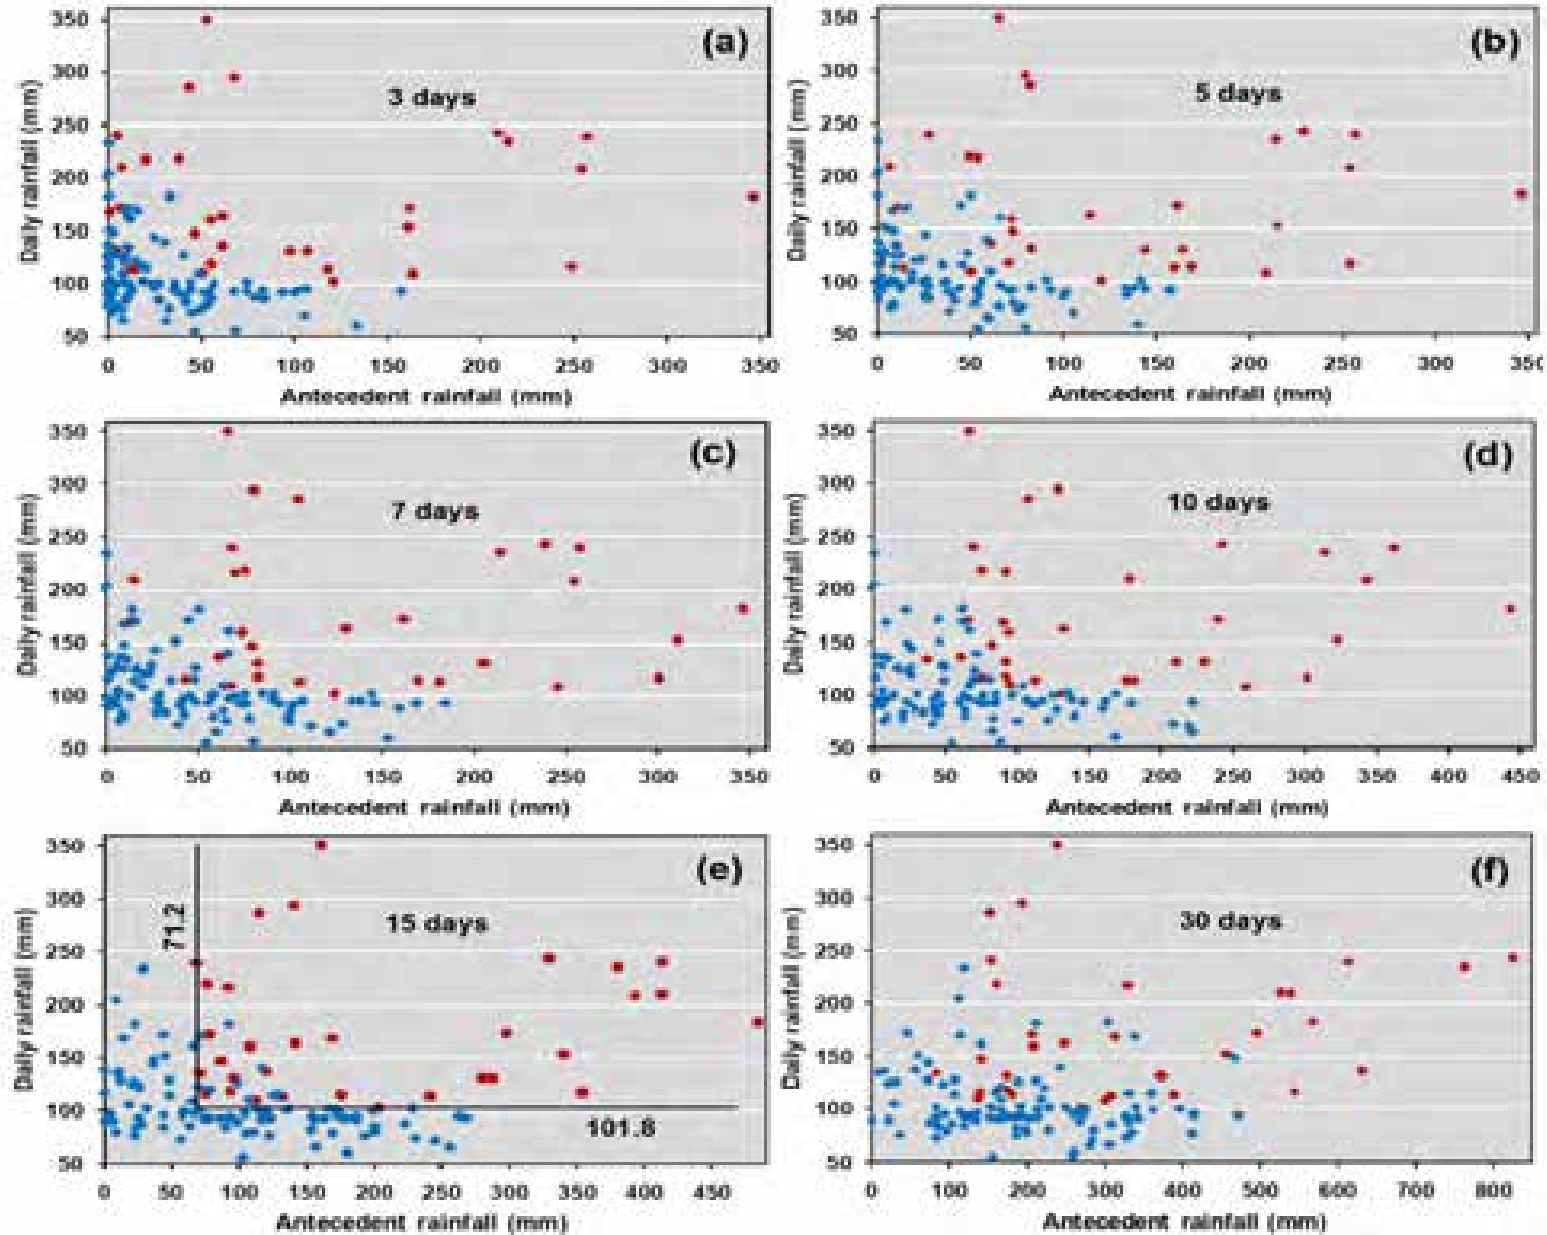 (a)
3 days
350
300
250
200
150
100
50
Daily rainfall (mm)
0 50 100 150 200 250 300 350
Antecedent rainfall (mm)
(b)
5 days
350
300
250
200
150
100
50
Daily rainfall (mm)
0 50 100 150 200 250 300 350
Antecedent rainfall (mm)
(c)
7 days
350
300
250
200
150
100
50
Daily rainfall (mm)
0 50 100 150 200 250 300 350
Antecedent rainfall (mm)
(d)
10 days
350
300
250
200
150
100
50
Daily rainfall (mm)
0 50 100 150 200 250 300 350 400 450
Antecedent rainfall (mm)
(e)
15 days
71.2
101.8
350
300
250
200
150
100
50
Daily rainfall (mm)
0 50 100 150 200 250 300 350 400 450
Antecedent rainfall (mm)
(f)
30 days
350
300
250
200
150
100
50
Daily rainfall (mm)
0 100 200 300 400 500 600 700 800
Antecedent rainfall (mm)